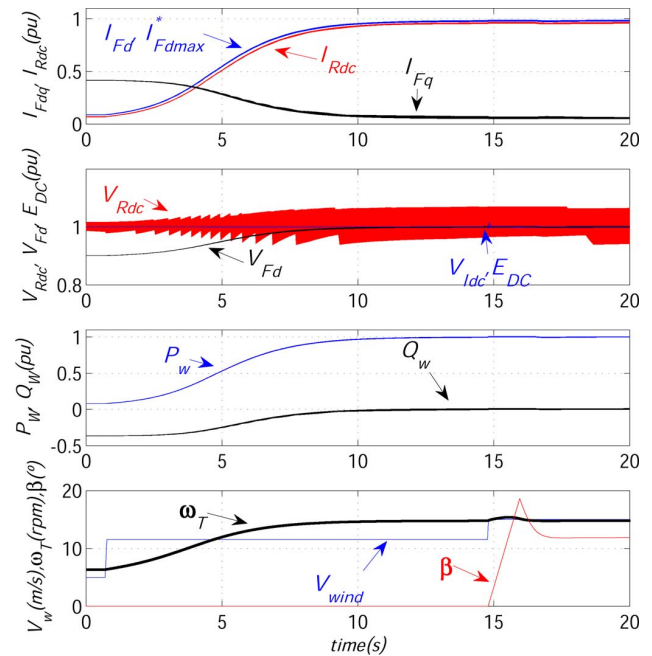 I_Fdq, I_Rdc(pu)
1
0.5
0
I_Fd, I*_Fdmax
I_Rdc
I_Fq
0 5 10 15 20
V_Rdc, V_Fd, E_DC(pu)
1
0.8
V_Rdc
V_Fd
V_Idc, E_DC
0 5 10 15 20
P_W, Q_W(pu)
1
0.5
0
-0.5
P_w
Q_w
0 5 10 15 20
V_w(m/s),ω_T(rpm),β(º)
20
10
0
ω_T
V_wind
β
0 5 10 15 20
time(s)